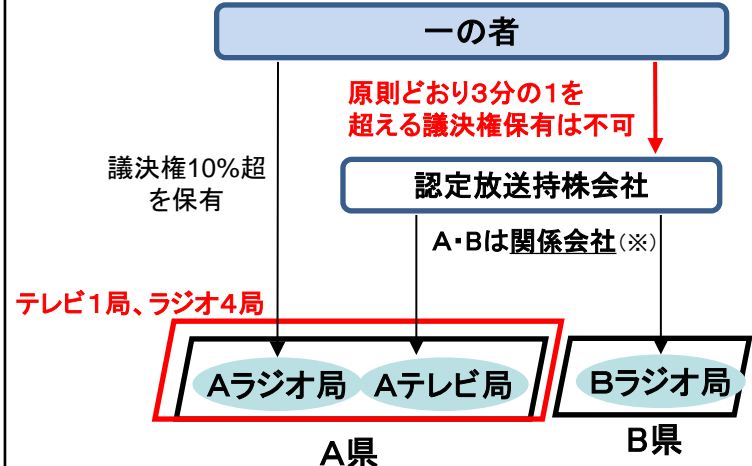 一の者
原則どおり3分の1を
超える議決権保有は不可
議決権10%超
を保有
認定放送持株会社
A・Bは関係会社(※)
テレビ1局、ラジオ4局
Aラジオ局
Aテレビ局
Bラジオ局
A県
B県